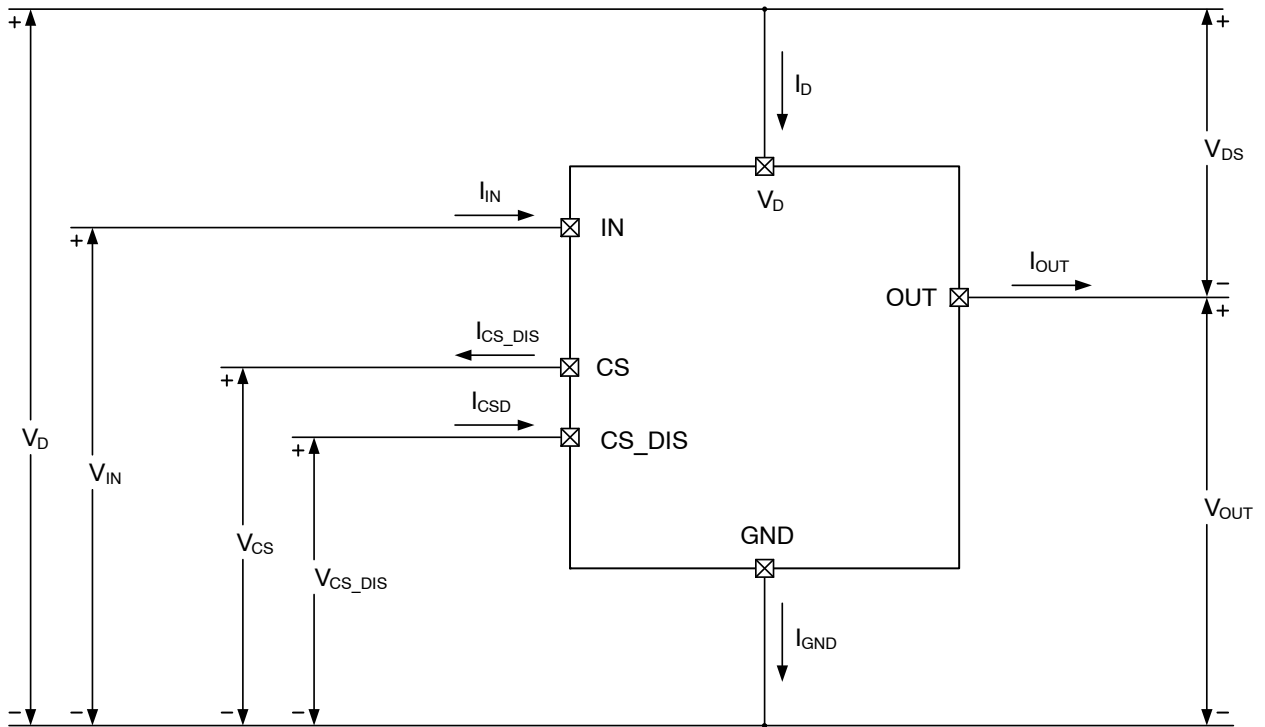 +
+
I_D
V_DS
I_IN
V_D
+
IN
I_OUT
OUT
−
+
I_CS_DIS
+
CS
I_CSD
V_D
+
CS_DIS
V_IN
V_OUT
GND
V_CS
V_CS_DIS
I_GND
−
−
−
−
−